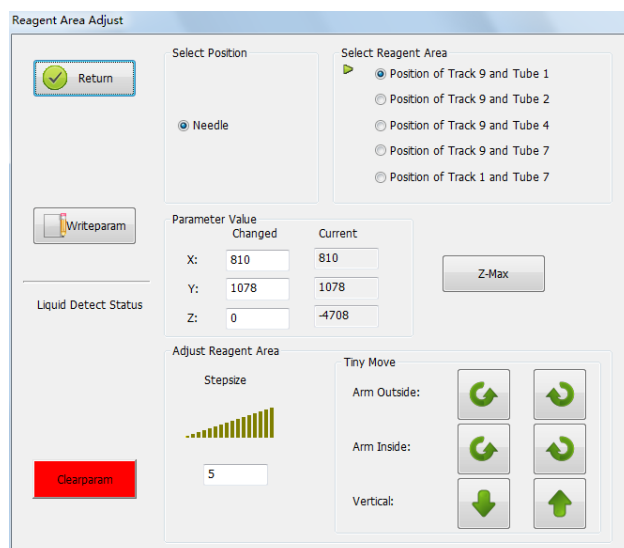 Reagent Area Adjust
Return
Select Position
Needle
Select Reagent Area
Position of Track 9 and Tube 1
Position of Track 9 and Tube 2
Position of Track 9 and Tube 4
Position of Track 9 and Tube 7
Position of Track 1 and Tube 7
Writeparam
Parameter Value
Changed Current
X: 810 810
Y: 1078 1078
Z: 0 -4708
Z-Max
Liquid Detect Status
Adjust Reagent Area
Stepsize
5
Tiny Move
Arm Outside:
Arm Inside:
Vertical:
Clearparam